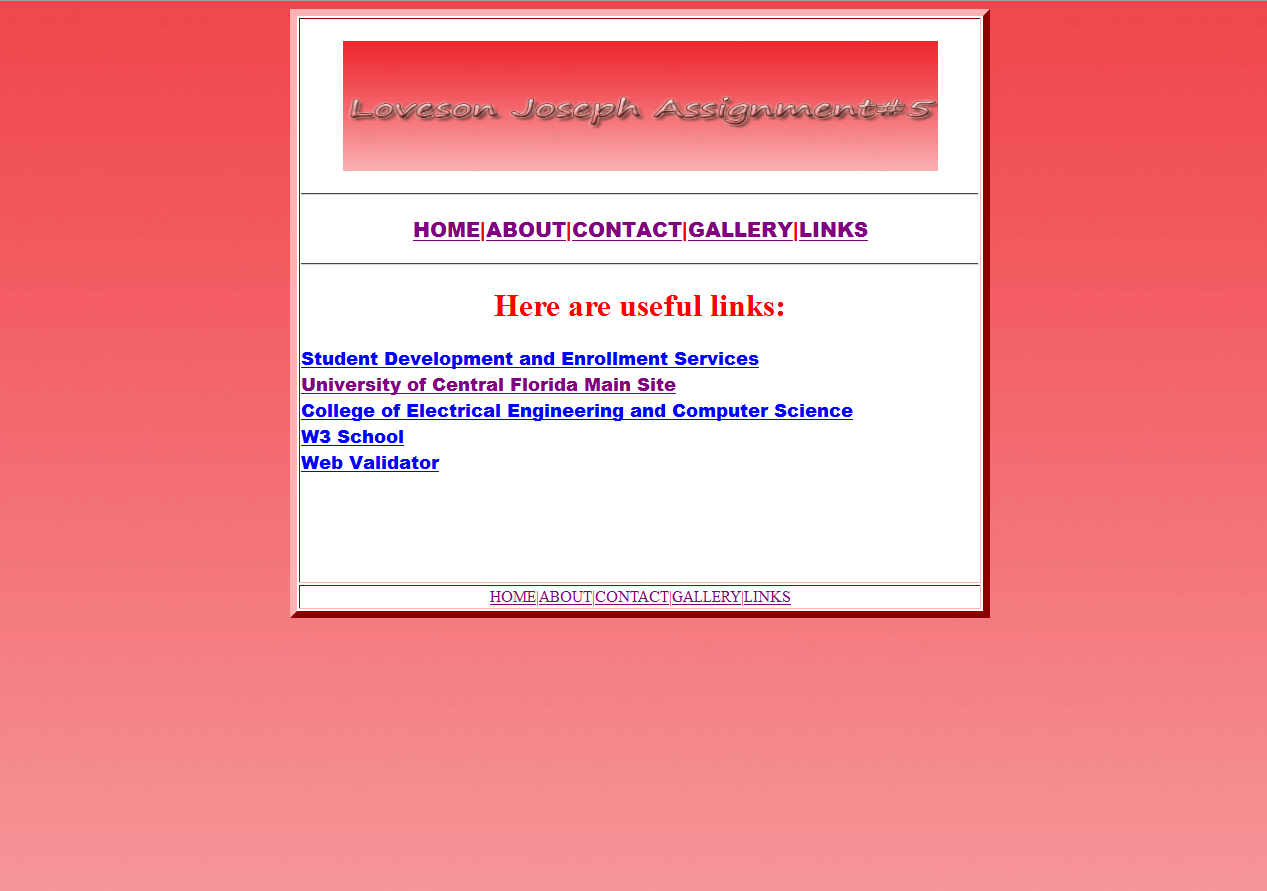 Loveson Joseph Assignment#5
HOME|ABOUT|CONTACT|GALLERY|LINKS
Here are useful links:
Student Development and Enrollment Services
University of Central Florida Main Site
College of Electrical Engineering and Computer Science
W3 School
Web Validator
HOME|ABOUT|CONTACT|GALLERY|LINKS